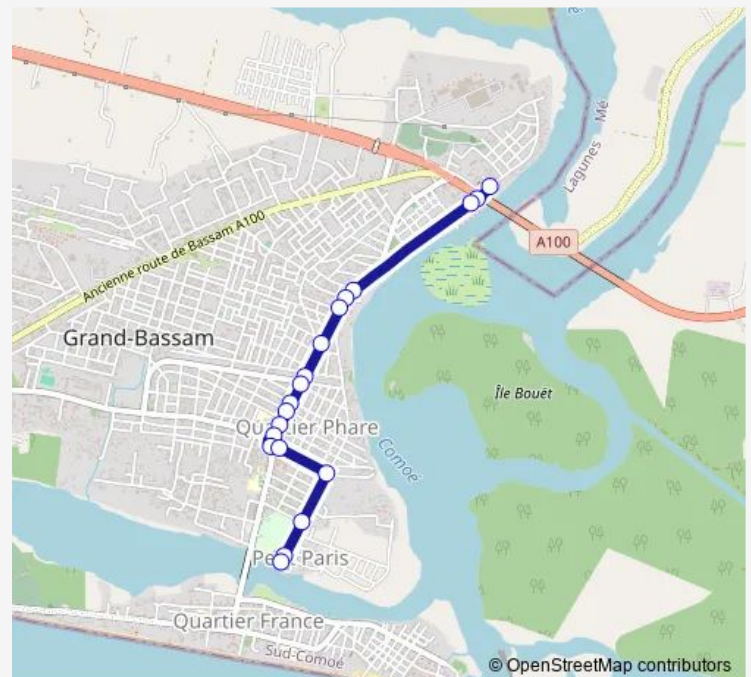 Lagunes
Mé
A100
Ancienne route de Bassam A100
Grand-Bassam
Île Bouët
Quartier Phare
Comoé
Petit Paris
Quartier France
Sud-Comoé
© OpenStreetMap contributors